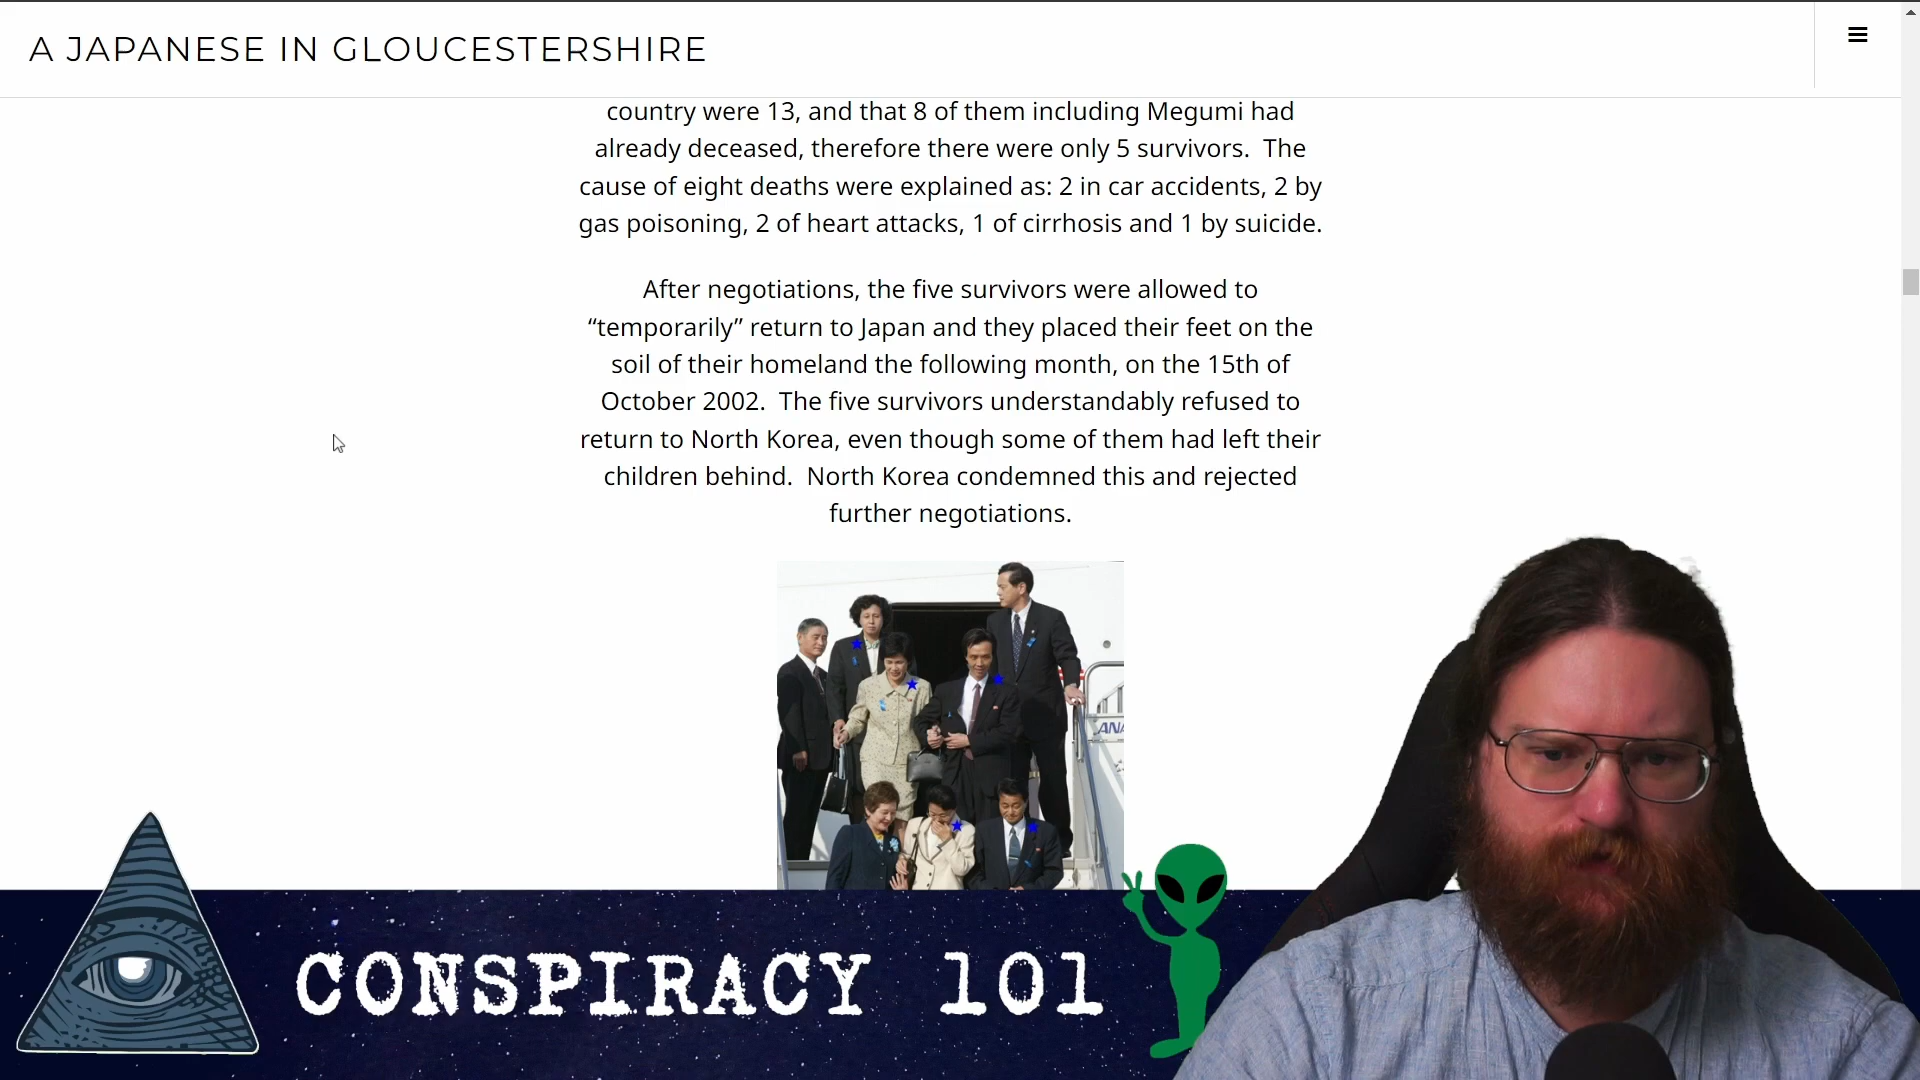 A JAPANESE IN GLOUCESTERSHIRE
country were 13, and that 8 of them including Megumi had
already deceased, therefore there were only 5 survivors.  The
cause of eight deaths were explained as: 2 in car accidents, 2 by
gas poisoning, 2 of heart attacks, 1 of cirrhosis and 1 by suicide.
After negotiations, the five survivors were allowed to
“temporarily” return to Japan and they placed their feet on the
soil of their homeland the following month, on the 15th of
October 2002.  The five survivors understandably refused to
return to North Korea, even though some of them had left their
children behind.  North Korea condemned this and rejected
further negotiations.
ANA
CONSPIRACY 101